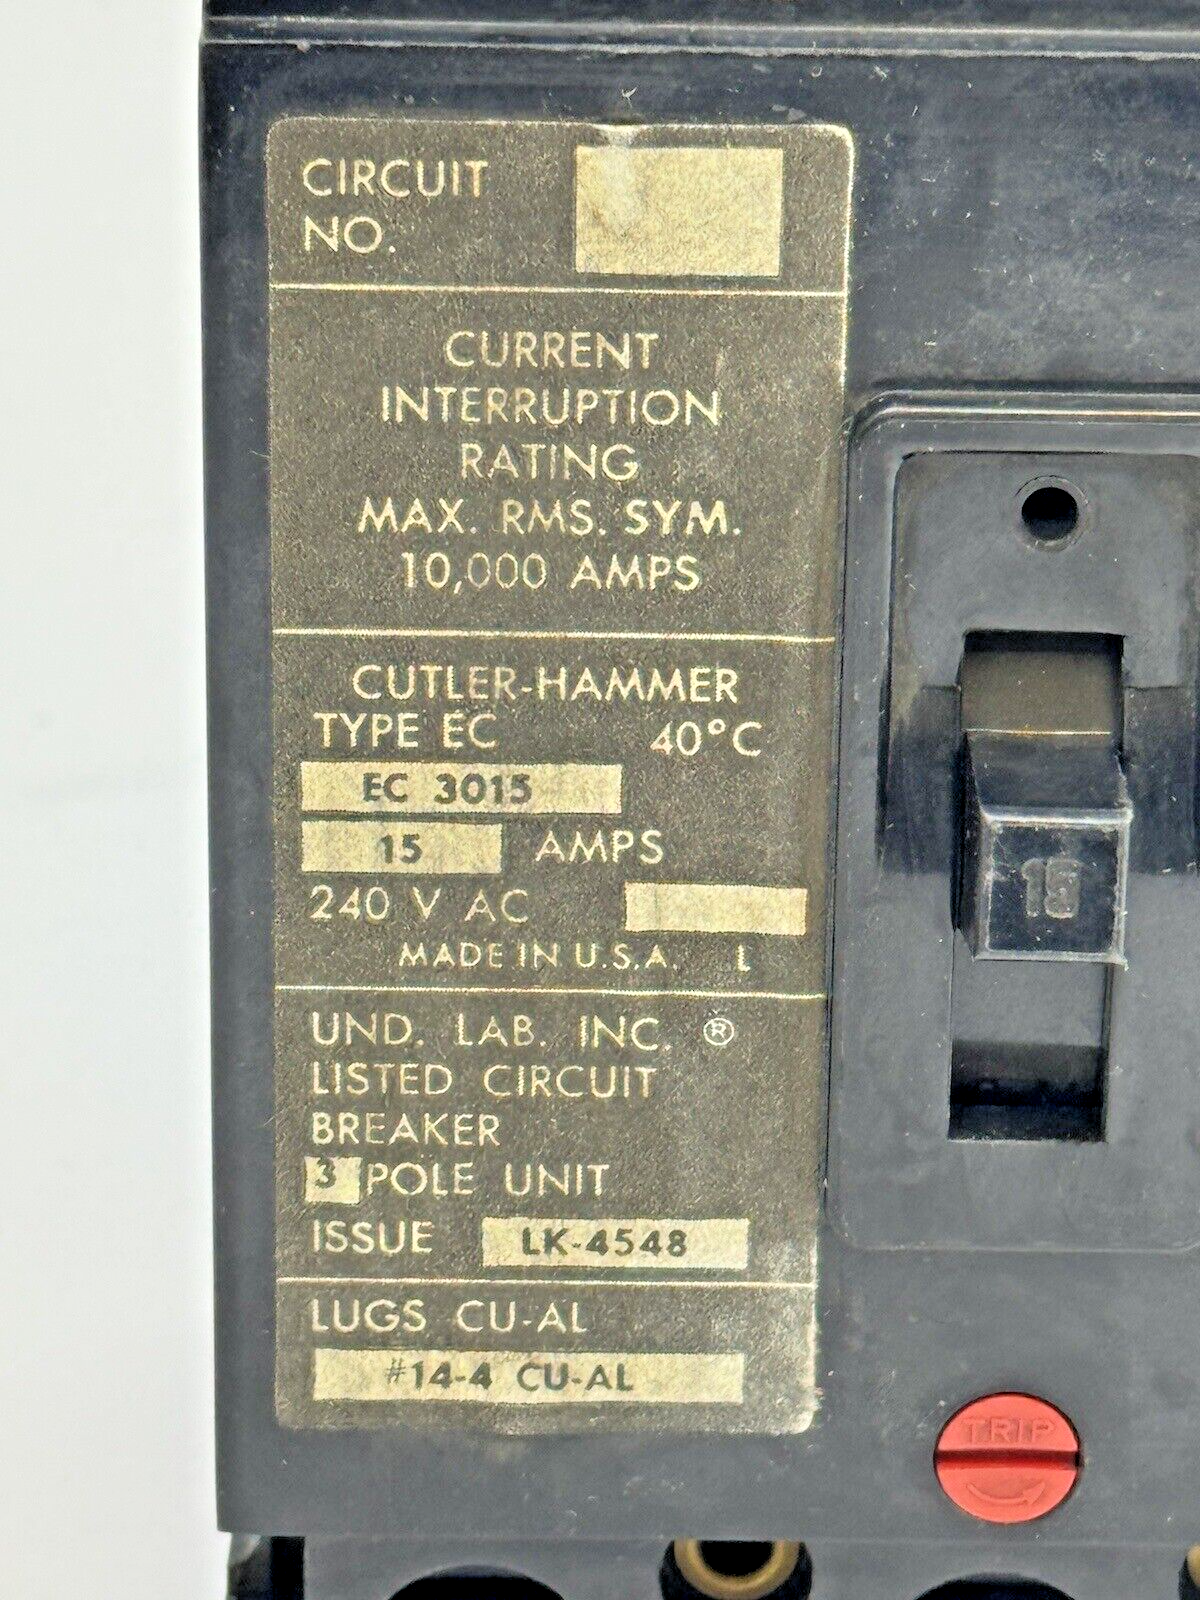 CIRCUIT
NO.
CURRENT
INTERRUPTION
RATING
MAX. RMS. SYM.
10,000 AMPS
CUTLER-HAMMER
TYPE EC 40°C
EC 3015
15 AMPS
240 V AC
MADE IN U.S.A. L
UND. LAB. INC. ®
LISTED CIRCUIT
BREAKER
3 POLE UNIT
ISSUE LK-4548
LUGS CU-AL
#14-4 CU-AL
15
TRIP